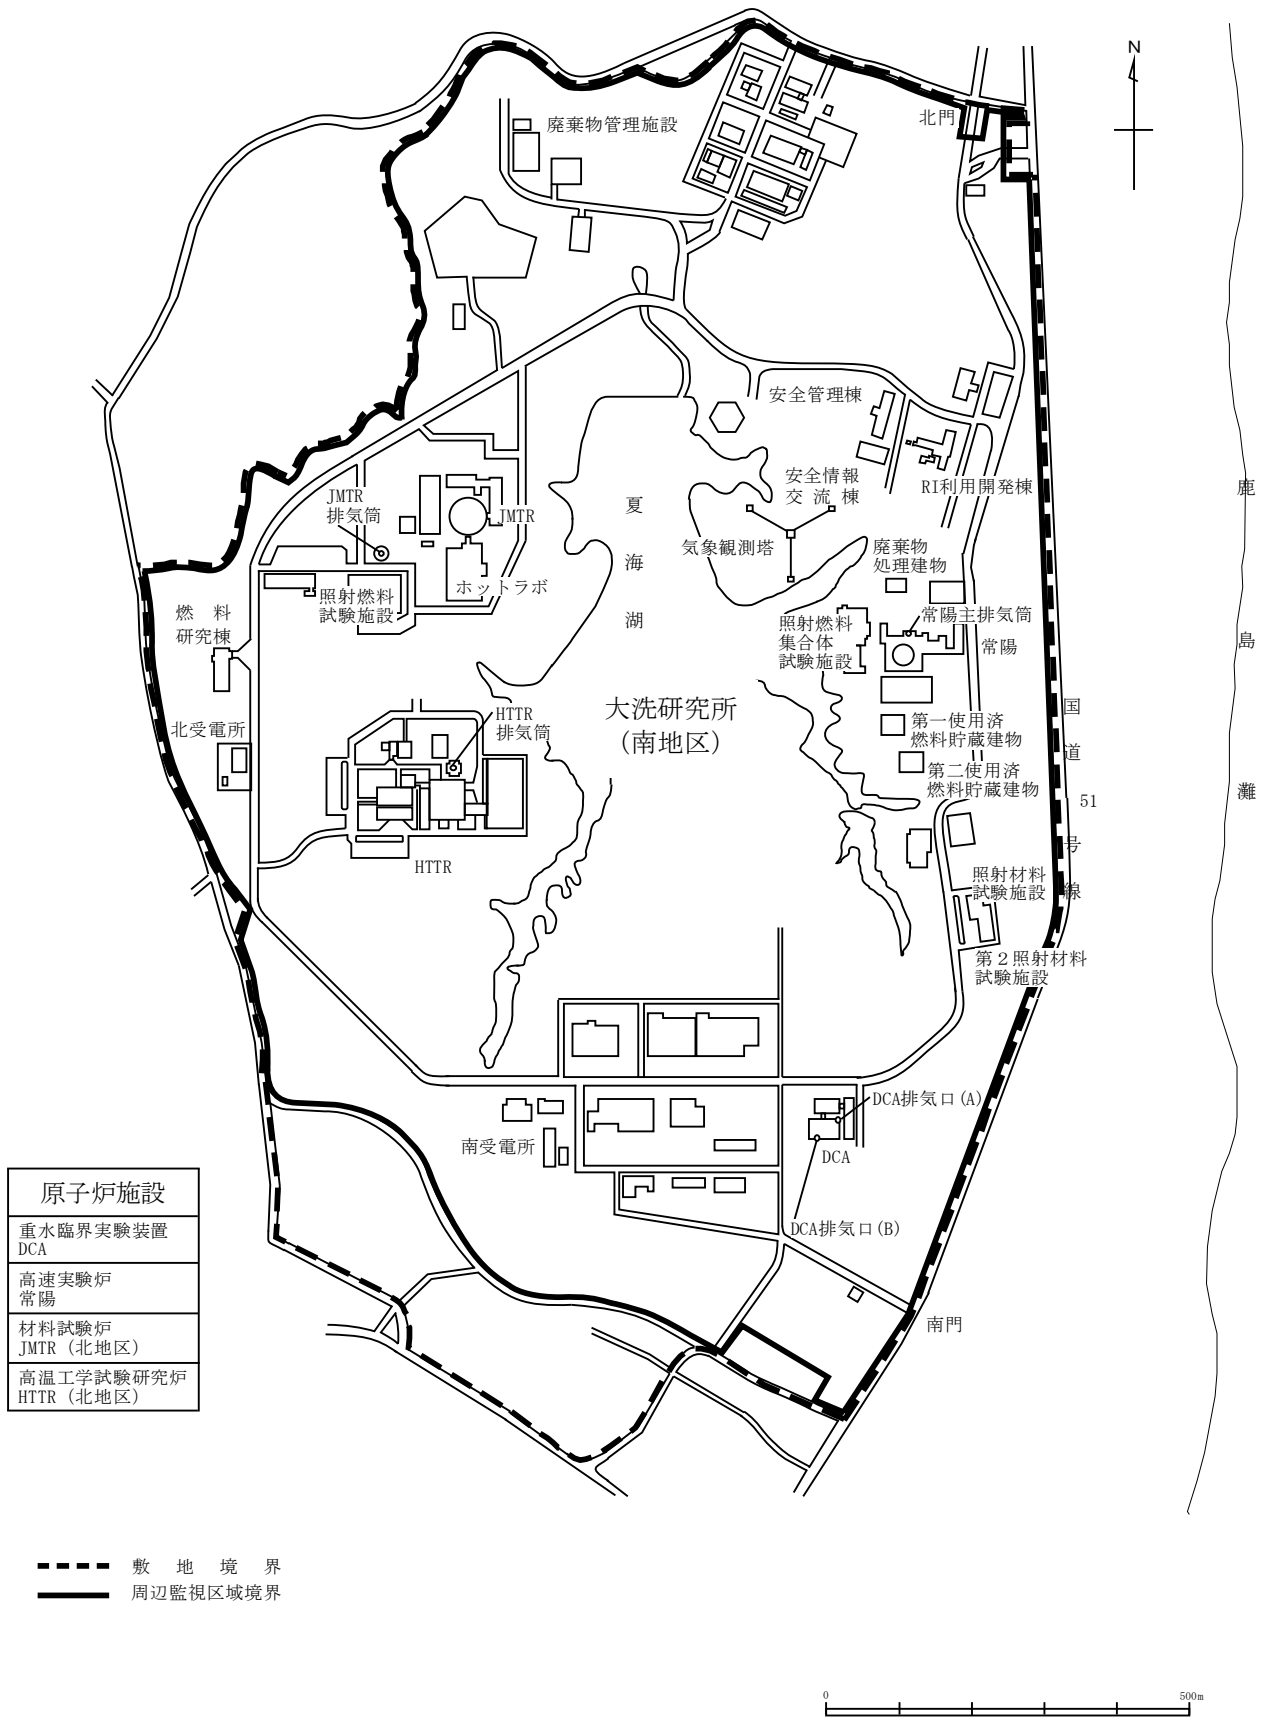 N
北門
廃棄物管理施設
安全管理棟
RI利用開発棟
安全情報
交流棟
気象観測塔
夏海湖
JMTR
排気筒
JMTR
ホットラボ
照射燃料
試験施設
燃料
研究棟
北受電所
廃棄物
処理建物
常陽主排気筒
常陽
照射燃料
集合体
試験施設
大洗研究所
(南地区)
HTTR
排気筒
HTTR
第一使用済
燃料貯蔵建物
第二使用済
燃料貯蔵建物
照射材料
試験施設
第2照射材料
試験施設
国道51号線
鹿島灘
DCA排気口(A)
DCA
DCA排気口(B)
南受電所
南門
原子炉施設
重水臨界実験装置
DCA
高速実験炉
常陽
材料試験炉
JMTR (北地区)
高温工学試験研究炉
HTTR (北地区)
敷地境界
周辺監視区域境界
0 500m